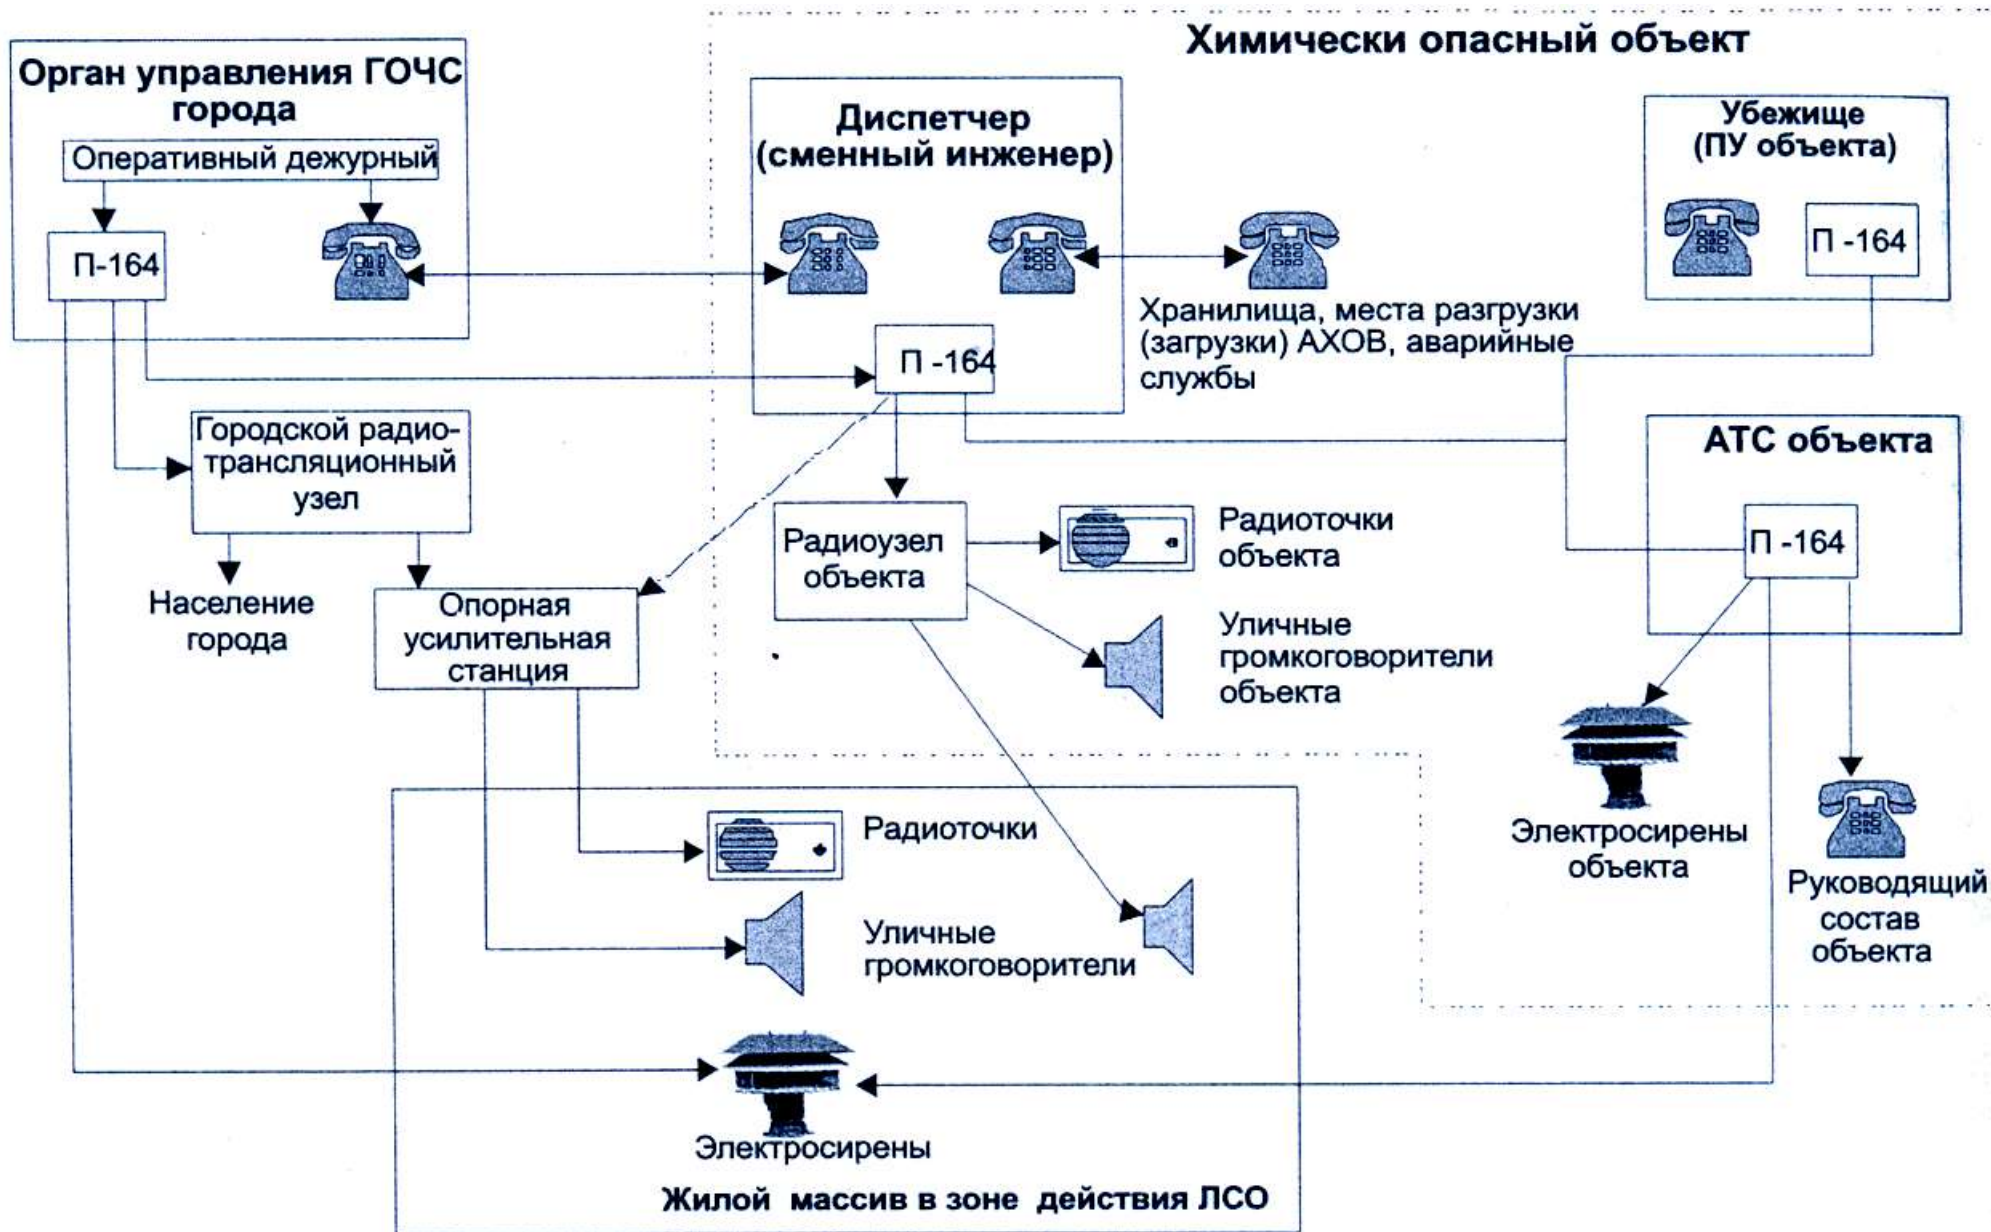 Химически опасный объект
Орган управления ГОЧС
города
Оперативный дежурный
П-164
Диспетчер
(сменный инженер)
П -164
Хранилища, места разгрузки
(загрузки) АХОВ, аварийные
службы
Убежище
(ПУ объекта)
П -164
АТС объекта
П -164
Городской радио-
трансляционный
узел
Население
города
Опорная
усилительная
станция
Радиоузел
объекта
Радиоточки
объекта
Уличные
громкоговорители
объекта
Электросирены
объекта
Руководящий
состав
объекта
Радиоточки
Уличные
громкоговорители
Электросирены
Жилой массив в зоне действия ЛСО